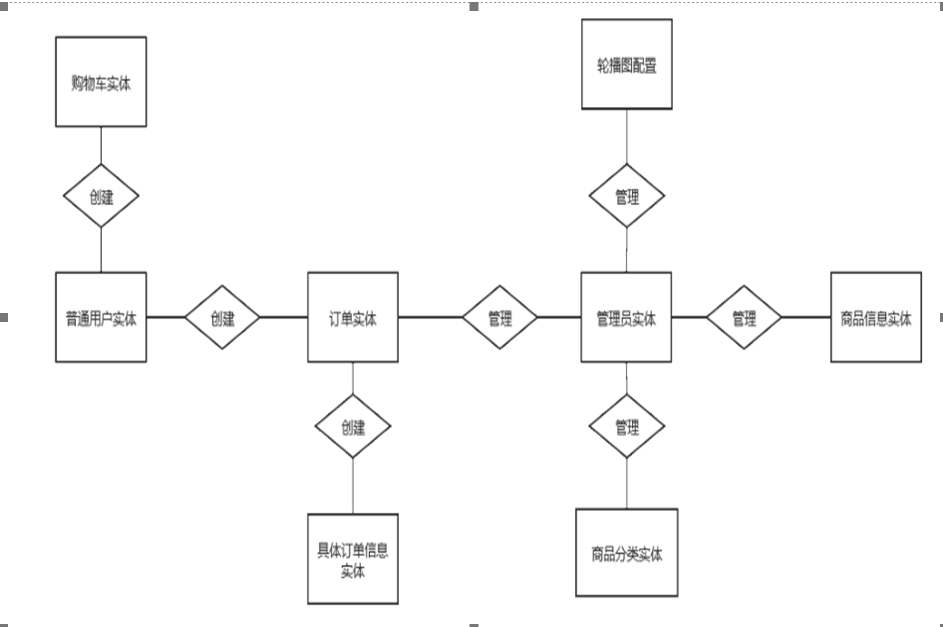 轮播图配置
购物车实体
创建
管理
普通用户实体
创建
订单实体
管理
管理员实体
管理
商品信息实体
创建
管理
具体订单信息
实体
商品分类实体